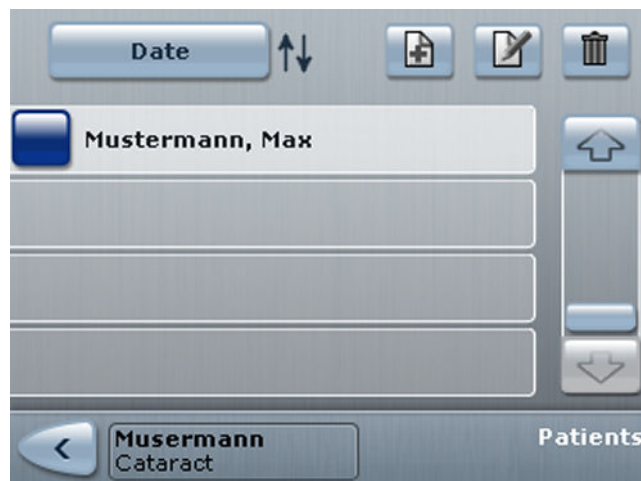 Date
Mustermann, Max
Musermann
Cataract
Patients